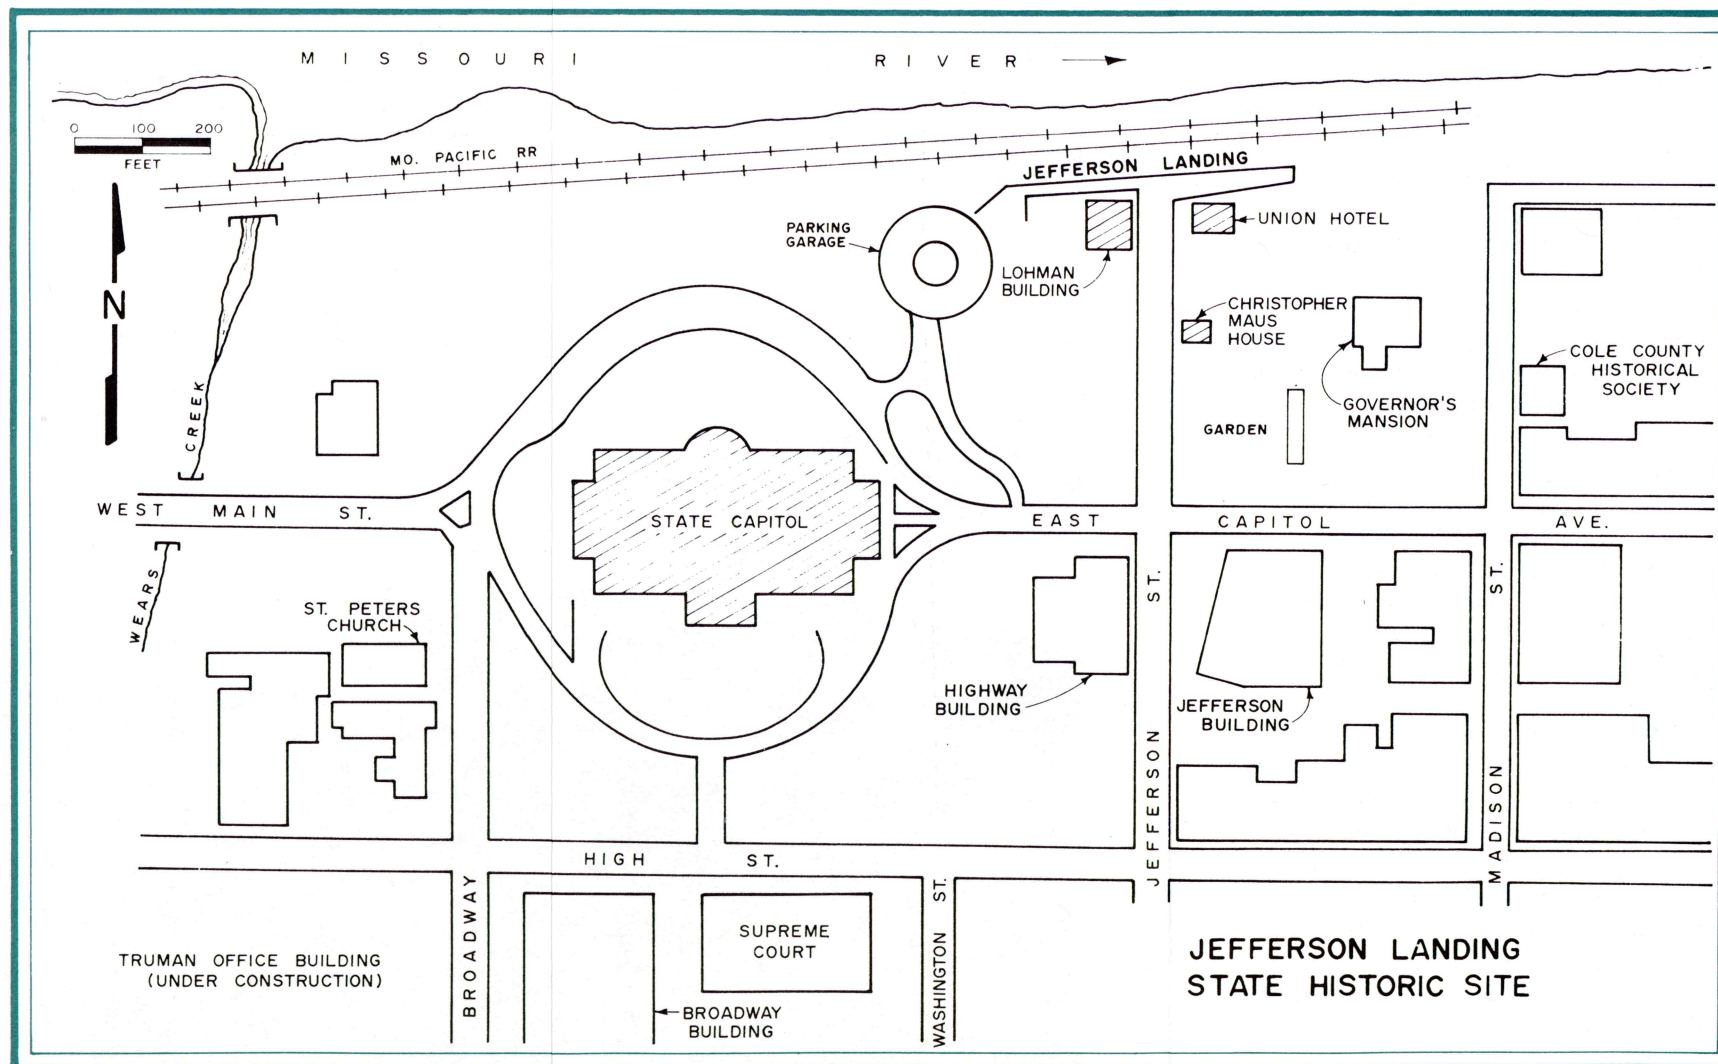 MISSOURI RIVER
0 100 200
FEET
MO. PACIFIC RR
JEFFERSON LANDING
PARKING
GARAGE
UNION HOTEL
LOHMAN
BUILDING
N
CHRISTOPHER
MAUS
HOUSE
COLE COUNTY
HISTORICAL
SOCIETY
CREEK
GOVERNOR'S
MANSION
GARDEN
WEST MAIN ST.
STATE CAPITOL
EAST CAPITOL AVE.
WEARS
ST. PETERS
CHURCH
ST.
ST.
HIGHWAY
BUILDING
JEFFERSON
BUILDING
JEFFERSON
MADISON
HIGH ST.
BROADWAY
WASHINGTON ST.
SUPREME
COURT
TRUMAN OFFICE BUILDING
(UNDER CONSTRUCTION)
BROADWAY
BUILDING
JEFFERSON LANDING
STATE HISTORIC SITE